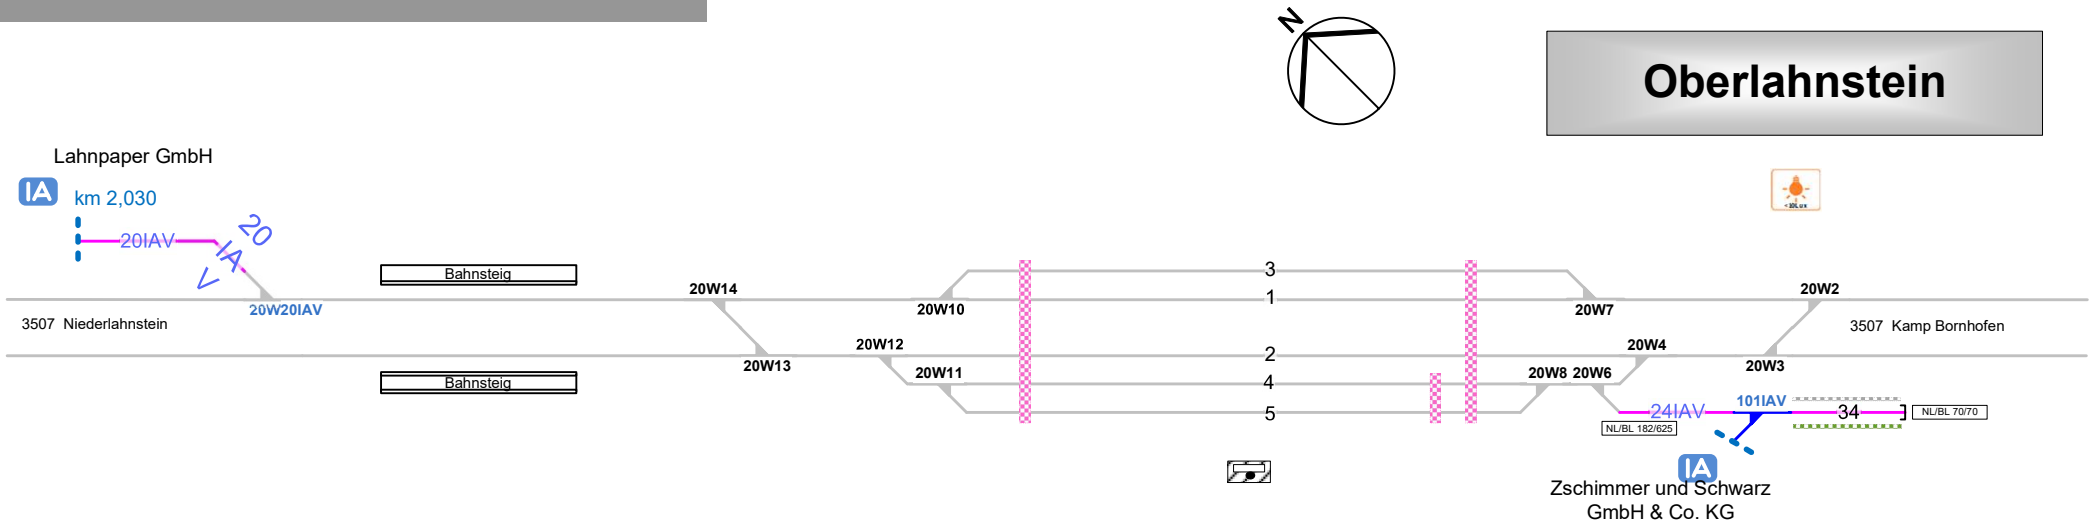 N
Oberlahnstein
Lahnpaper GmbH
IA
km 2,030
20IAV
20
IA
V
20W20IAV
Bahnsteig
3507 Niederlahnstein
Bahnsteig
20W14
20W13
20W12
20W11
20W10
3
1
2
4
5
20W7
20W2
3507 Kamp Bornhofen
20W4
20W3
20W8
20W6
24IAV
101IAV
34
NL/BL 70/70
NL/BL 182/625
IA
Zschimmer und Schwarz
GmbH & Co. KG